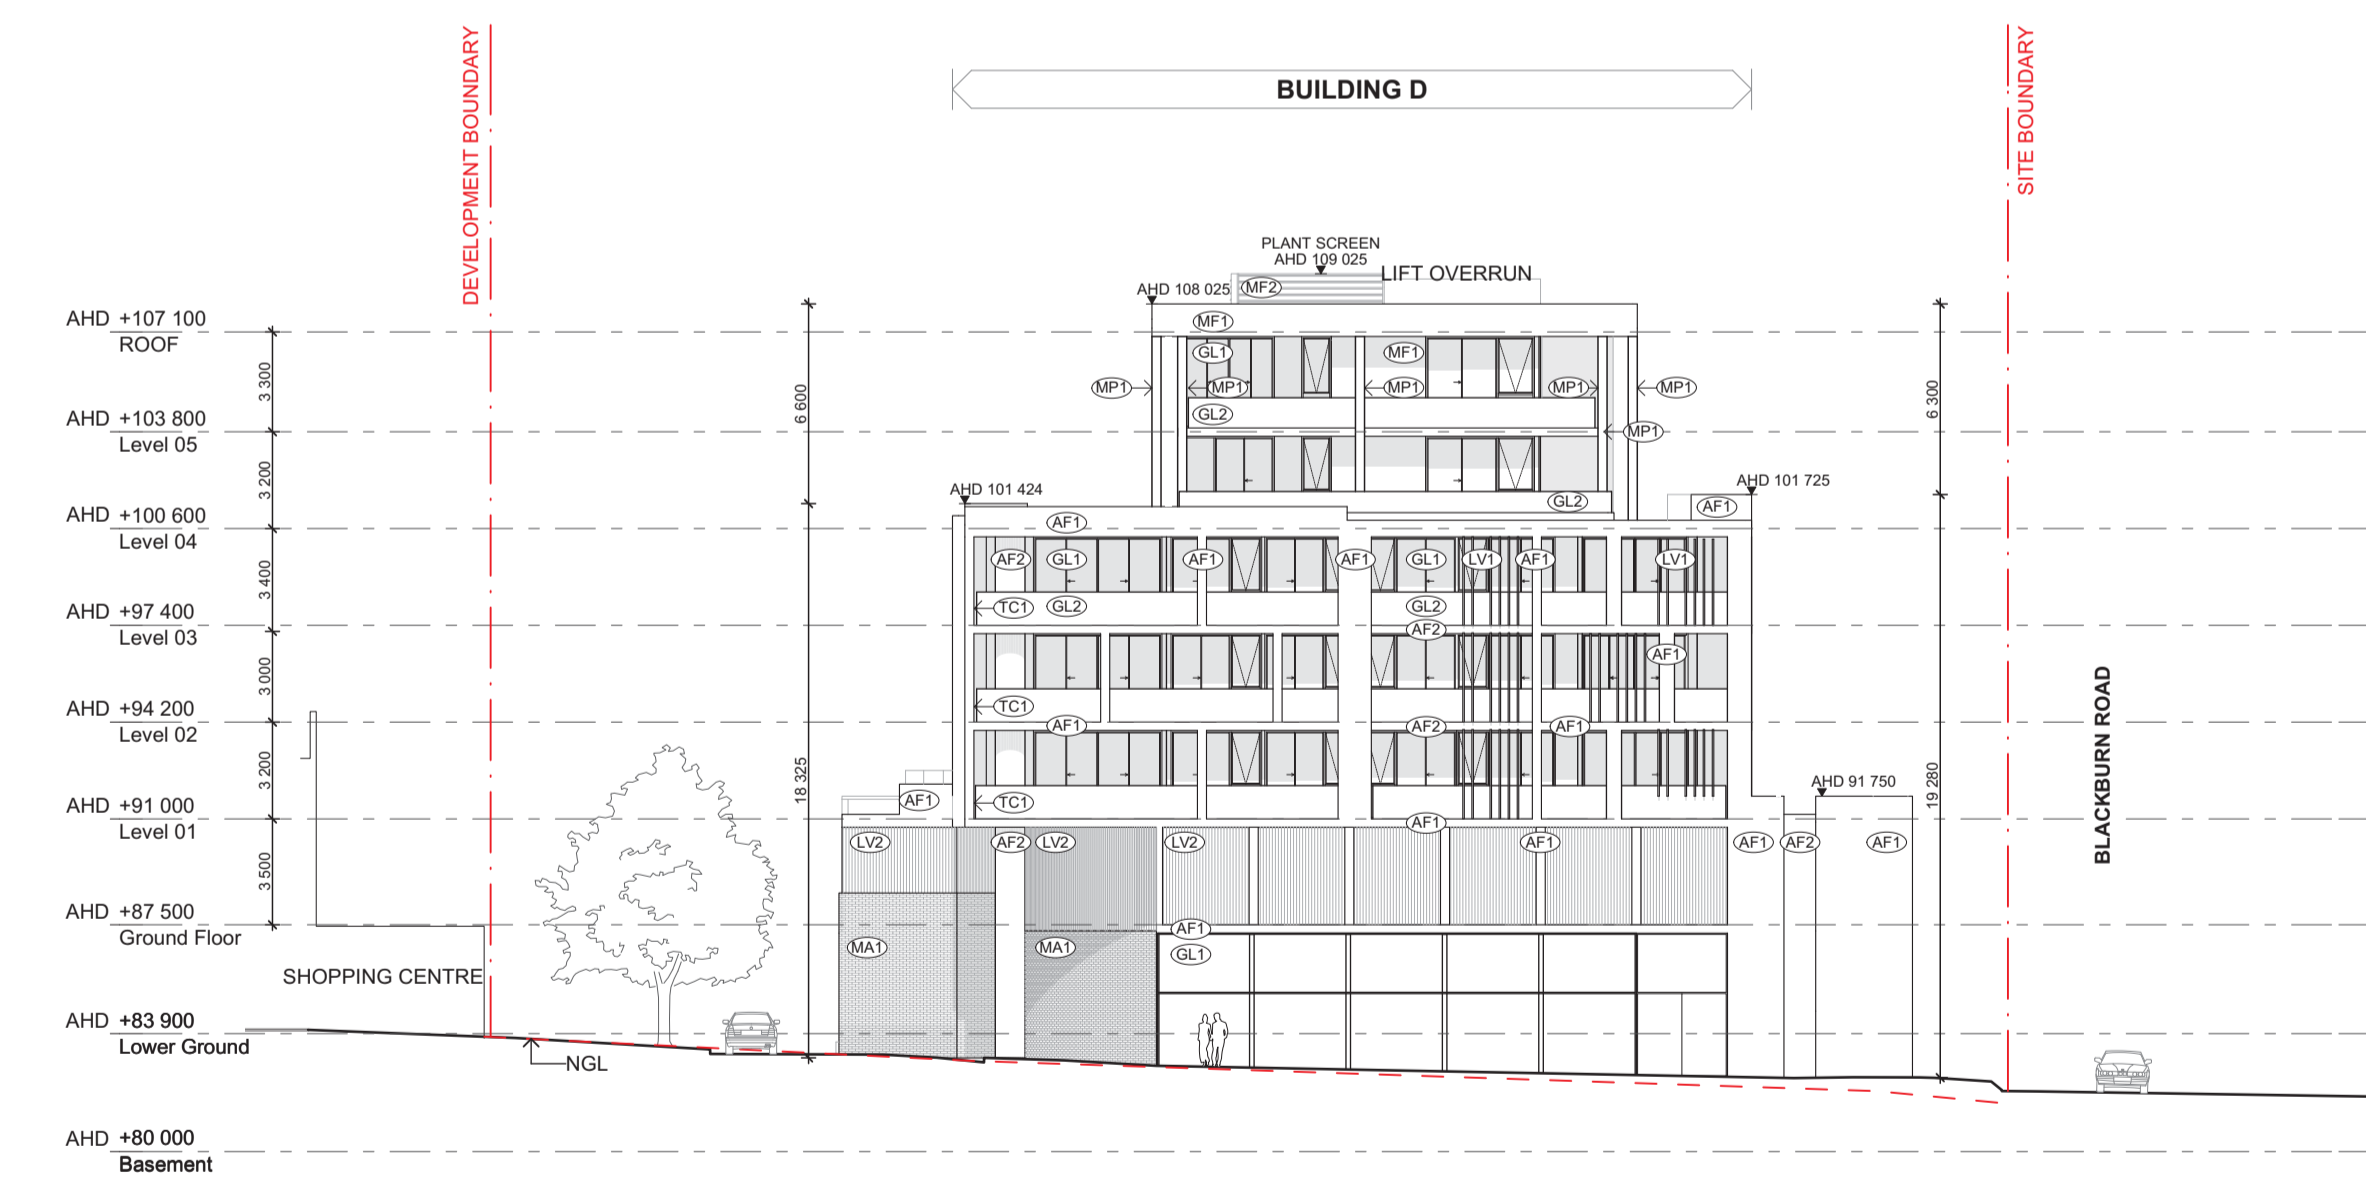 DEVELOPMENT BOUNDARY
SITE BOUNDARY
BUILDING D
PLANT SCREEN
AHD 109 025
LIFT OVERRUN
AHD 108 025
MF2
AHD +107 100
ROOF
MF1
GL1
MF1
MP1
MP1
MP1
MP1
MP1
3 300
6 600
6 300
GL2
AHD +103 800
Level 05
MP1
3 200
AHD 101 424
AHD 101 725
GL2
AF1
AHD +100 600
Level 04
AF1
AF2
GL1
AF1
AF1
GL1
LV1
AF1
LV1
3 400
TC1
GL2
GL2
AHD +97 400
Level 03
AF2
AF1
3 000
TC1
AHD +94 200
Level 02
AF1
AF2
AF1
BLACKBURN ROAD
3 200
18 325
19 280
AHD 91 750
AF1
TC1
AHD +91 000
Level 01
AF1
LV2
AF2
LV2
LV2
AF1
AF1
AF2
AF1
3 500
AHD +87 500
Ground Floor
AF1
MA1
MA1
GL1
SHOPPING CENTRE
AHD +83 900
Lower Ground
NGL
AHD +80 000
Basement